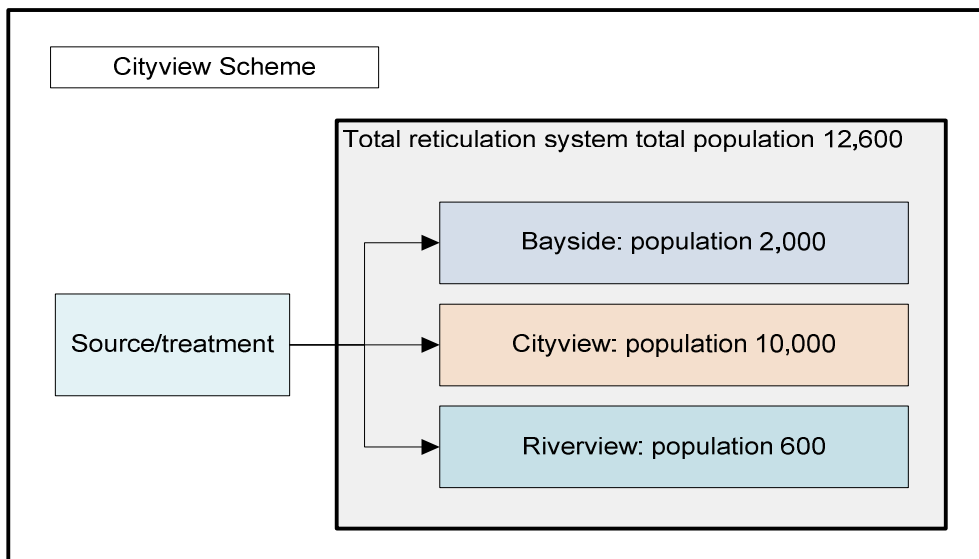 Cityview Scheme
Total reticulation system total population 12,600
Bayside: population 2,000
Source/treatment
Cityview: population 10,000
Riverview: population 600